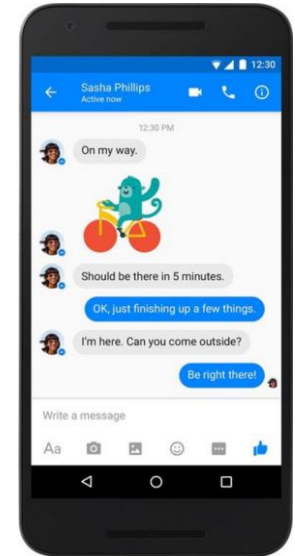 12:30
Sasha Phillips
Active now
12:30 PM
On my way.
Should be there in 5 minutes.
OK, just finishing up a few things.
I'm here. Can you come outside?
Be right there!
Write a message
Aa